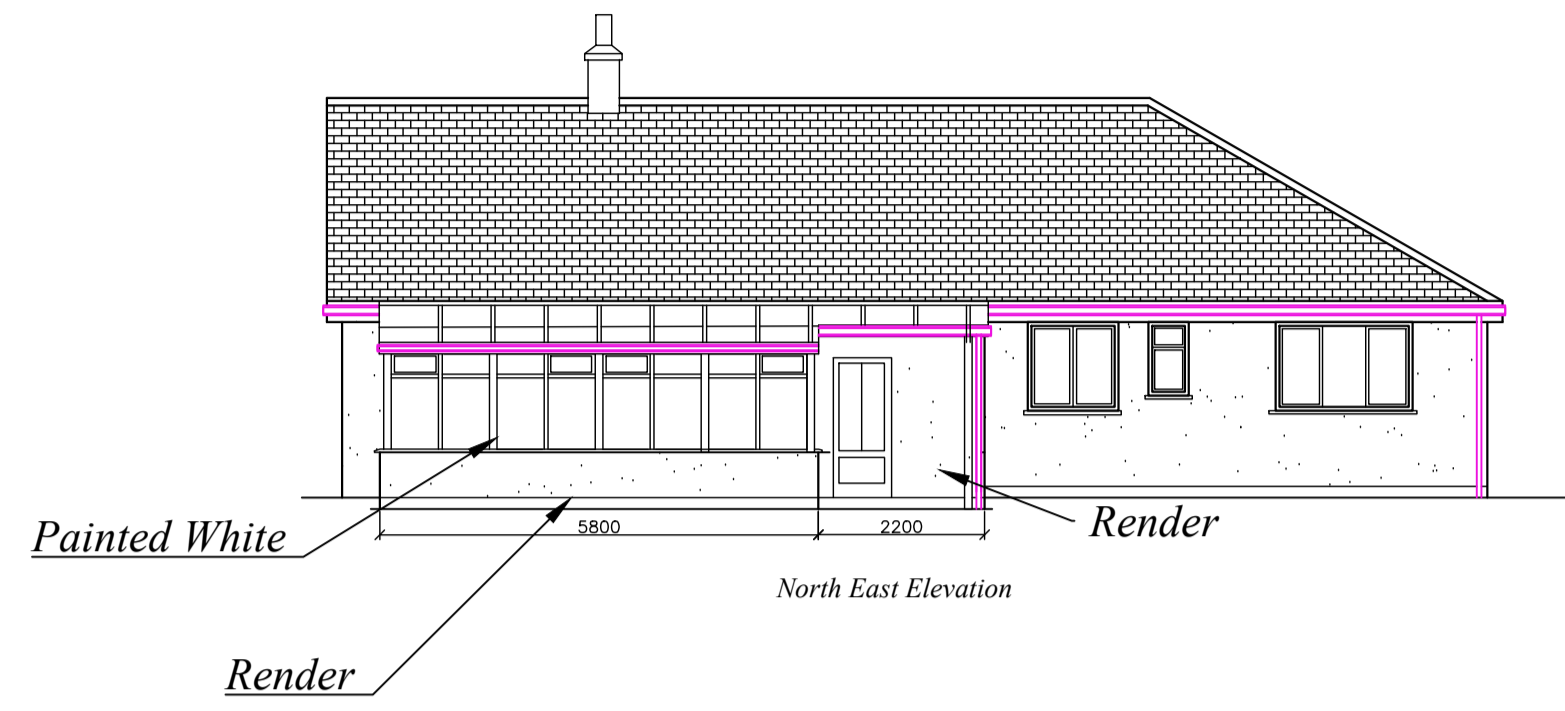 Painted White
5800
2200
Render
North East Elevation
Render